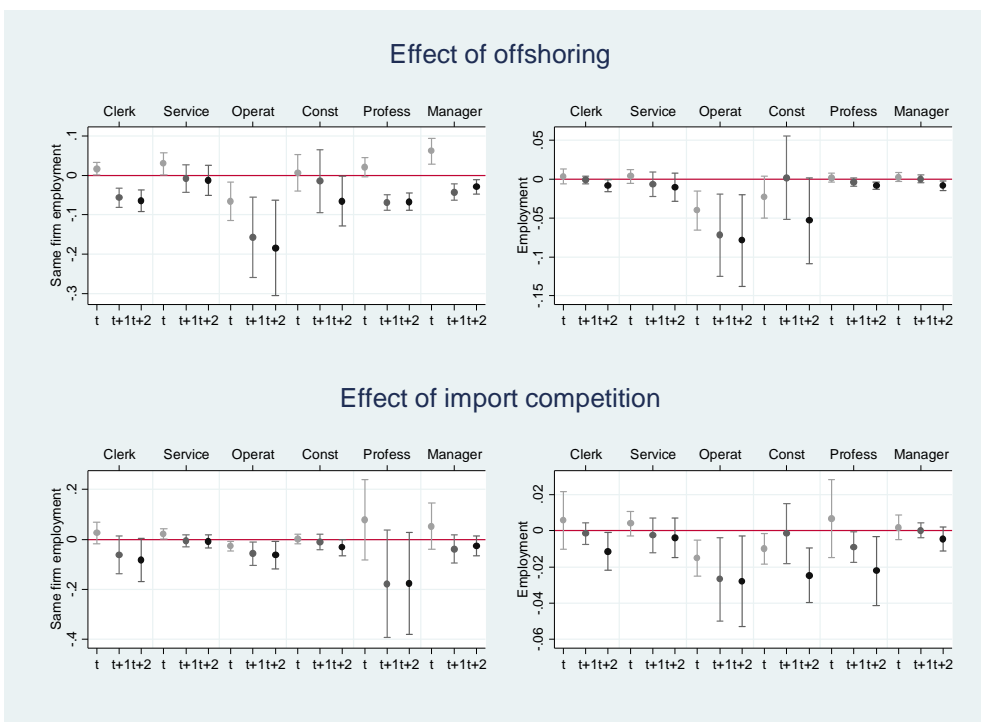 Effect of offshoring
Clerk Service Operat Const Profess Manager
Same firm employment
.1
0
-.1
-.2
-.3
t t+1t+2 t t+1t+2 t t+1t+2 t t+1t+2 t t+1t+2 t t+1t+2
Clerk Service Operat Const Profess Manager
Employment
.05
0
-.05
-.1
-.15
t t+1t+2 t t+1t+2 t t+1t+2 t t+1t+2 t t+1t+2 t t+1t+2
Effect of import competition
Clerk Service Operat Const Profess Manager
Same firm employment
.2
0
-.2
-.4
t t+1t+2 t t+1t+2 t t+1t+2 t t+1t+2 t t+1t+2 t t+1t+2
Clerk Service Operat Const Profess Manager
Employment
.02
0
-.02
-.04
-.06
t t+1t+2 t t+1t+2 t t+1t+2 t t+1t+2 t t+1t+2 t t+1t+2